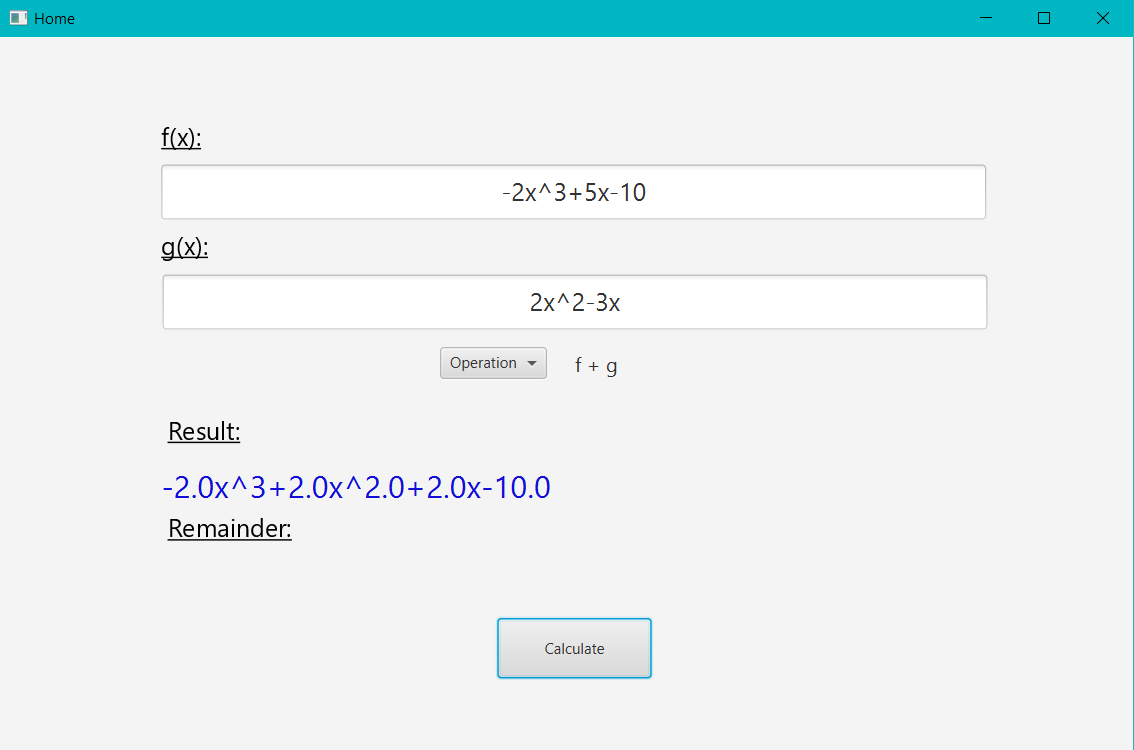 Home
f(x):
-2x^3+5x-10
g(x):
2x^2-3x
Operation f + g
Result:
-2.0x^3+2.0x^2.0+2.0x-10.0
Remainder:
Calculate